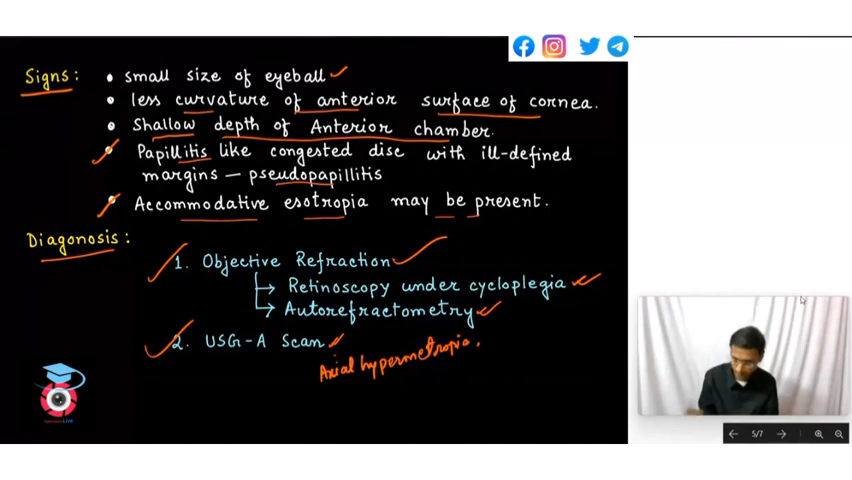 Signs:
• small size of eyeball
• less curvature of anterior surface of cornea.
• Shallow depth of Anterior chamber.
• Papillitis like congested disc with ill-defined
margins — pseudopapillitis
• Accommodative esotropia may be present.
Diagonosis:
1. Objective Refraction
→ Retinoscopy under cycloplegia
→ Autorefractometry
2. USG-A Scan
Axial hypermetropia.
5/7